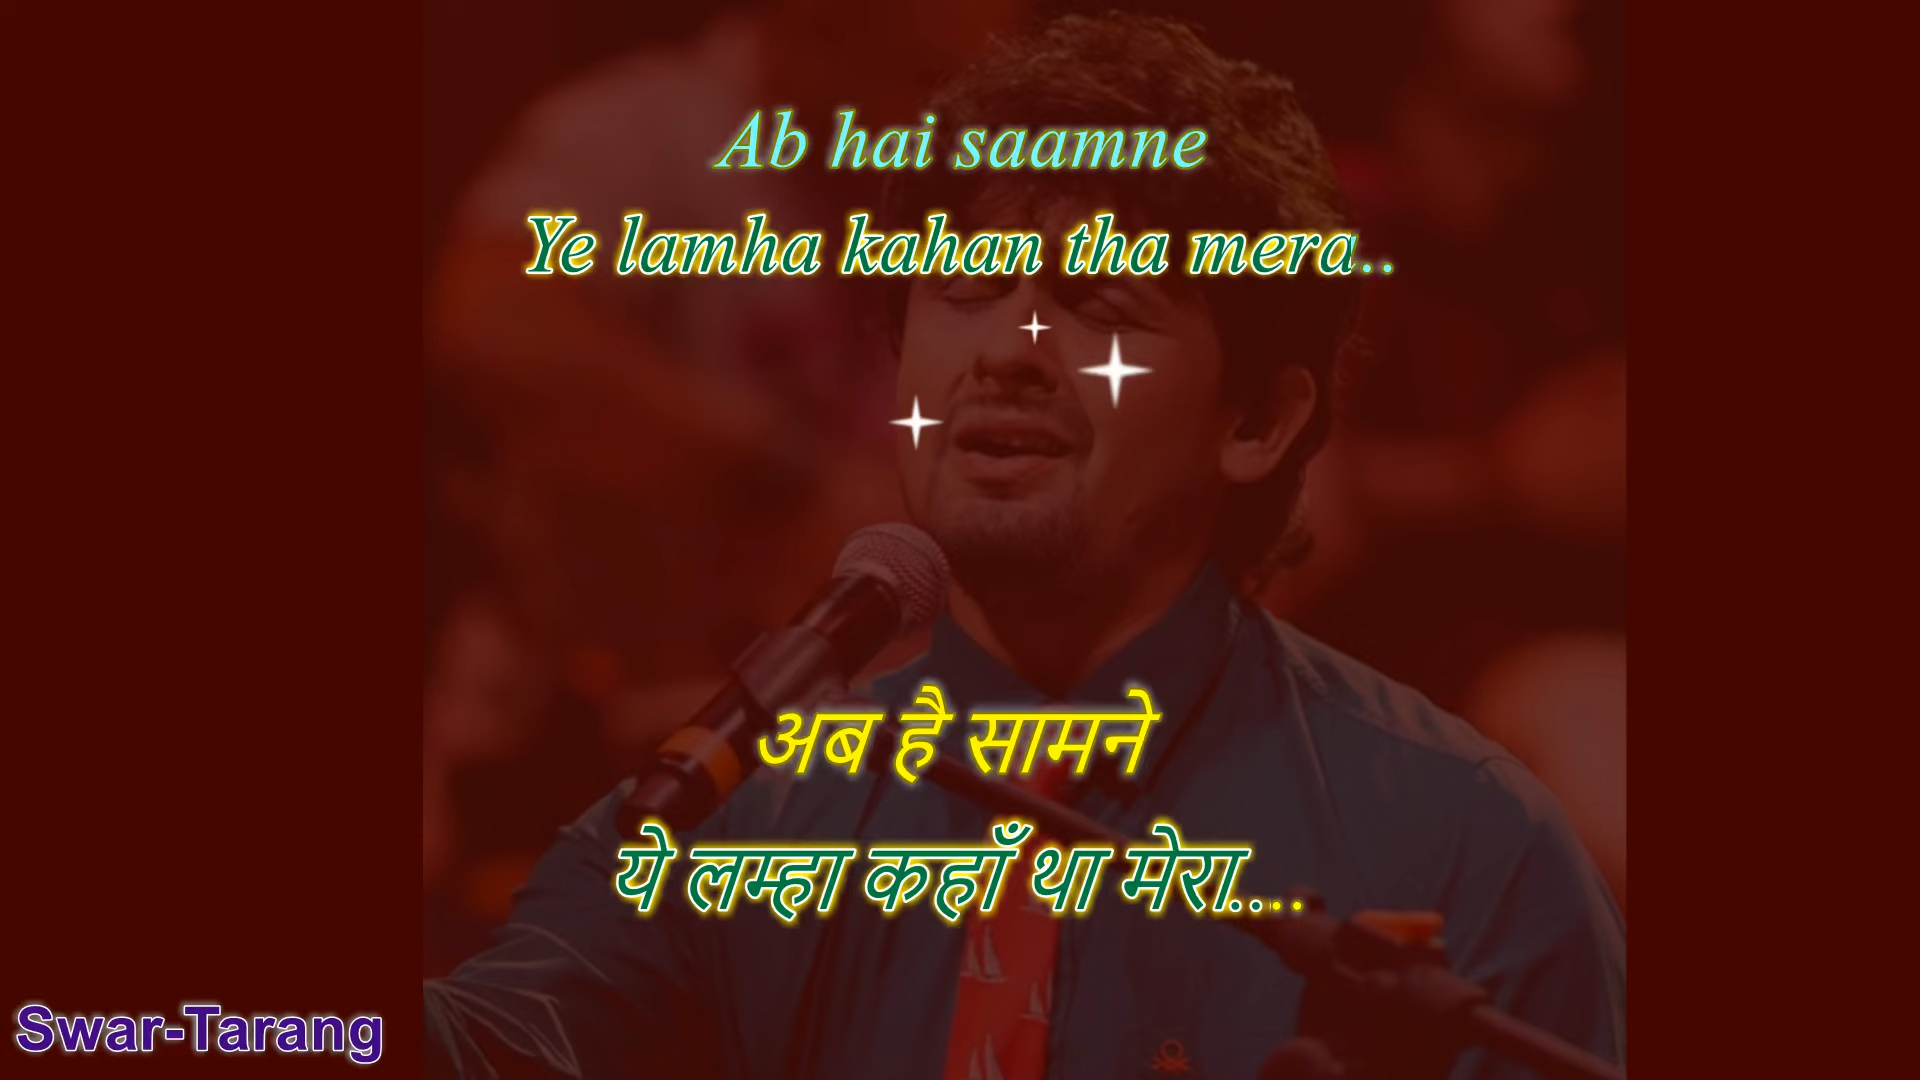 Ab hai saamne
Ye lamha kahan tha mera..
अब है सामने
ये लम्हा कहाँ था मेरा....
Swar-Tarang